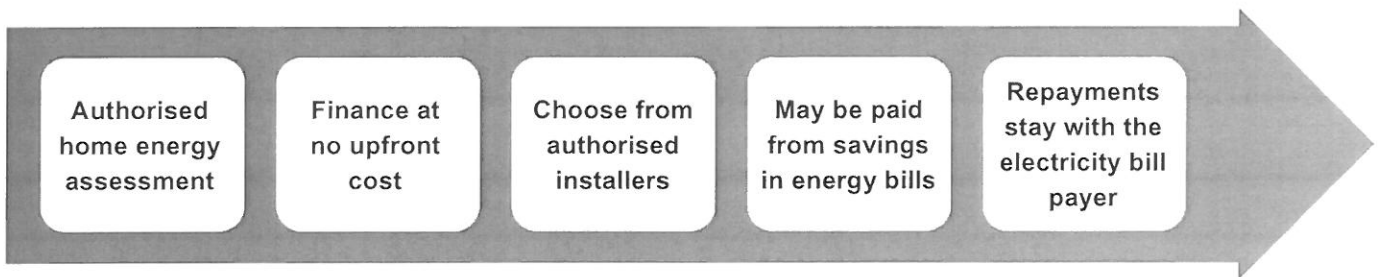 Authorised
home energy
assessment
Finance at
no upfront
cost
Choose from
authorised
installers
May be paid
from savings
in energy bills
Repayments
stay with the
electricity bill
payer